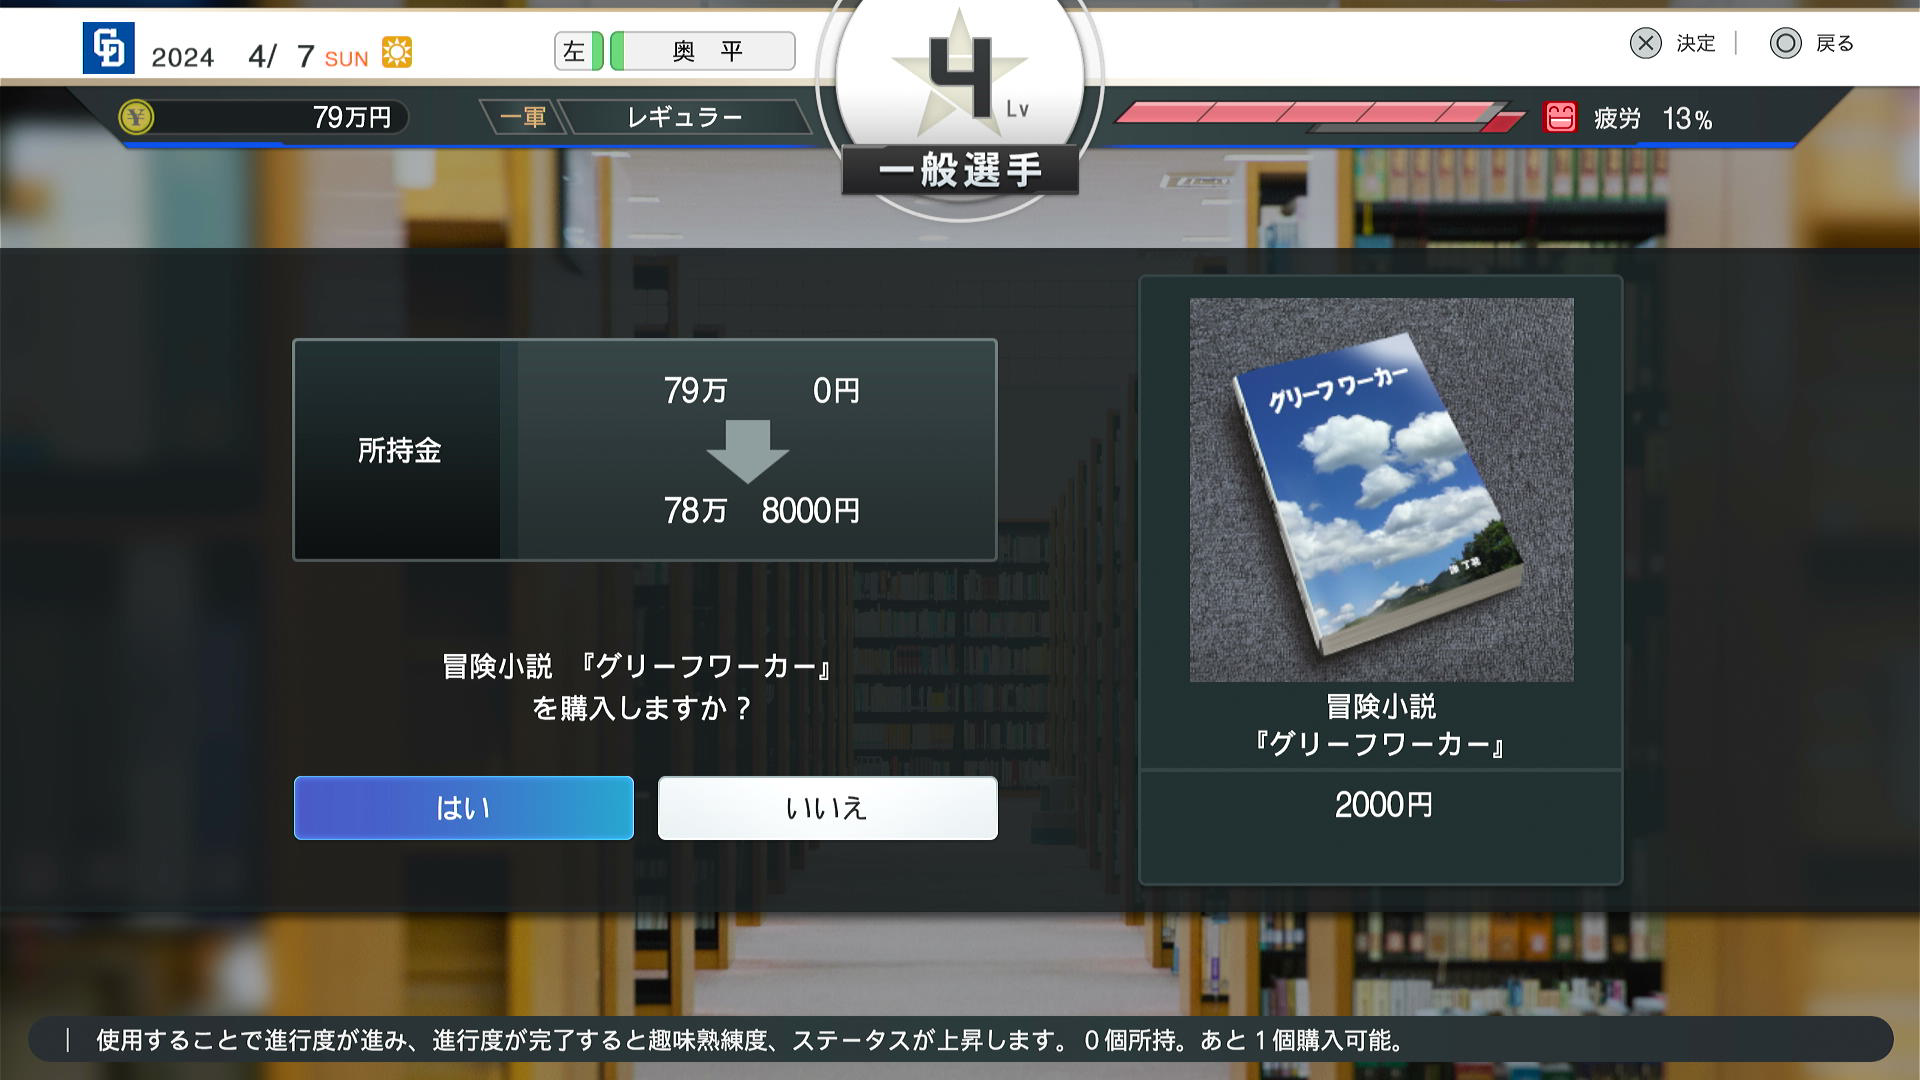 2024 4/ 7 SUN
左 奥 平
4 Lv
一般選手
決定
戻る
79万円
一軍 レギュラー
疲労 13%
所持金
79万 0円
78万 8000円
冒険小説 『グリーフワーカー』
を購入しますか？
はい
いいえ
グリーフワーカー
冒険小説
『グリーフワーカー』
2000円
使用することで進行度が進み、進行度が完了すると趣味熟練度、ステータスが上昇します。０個所持。あと１個購入可能。